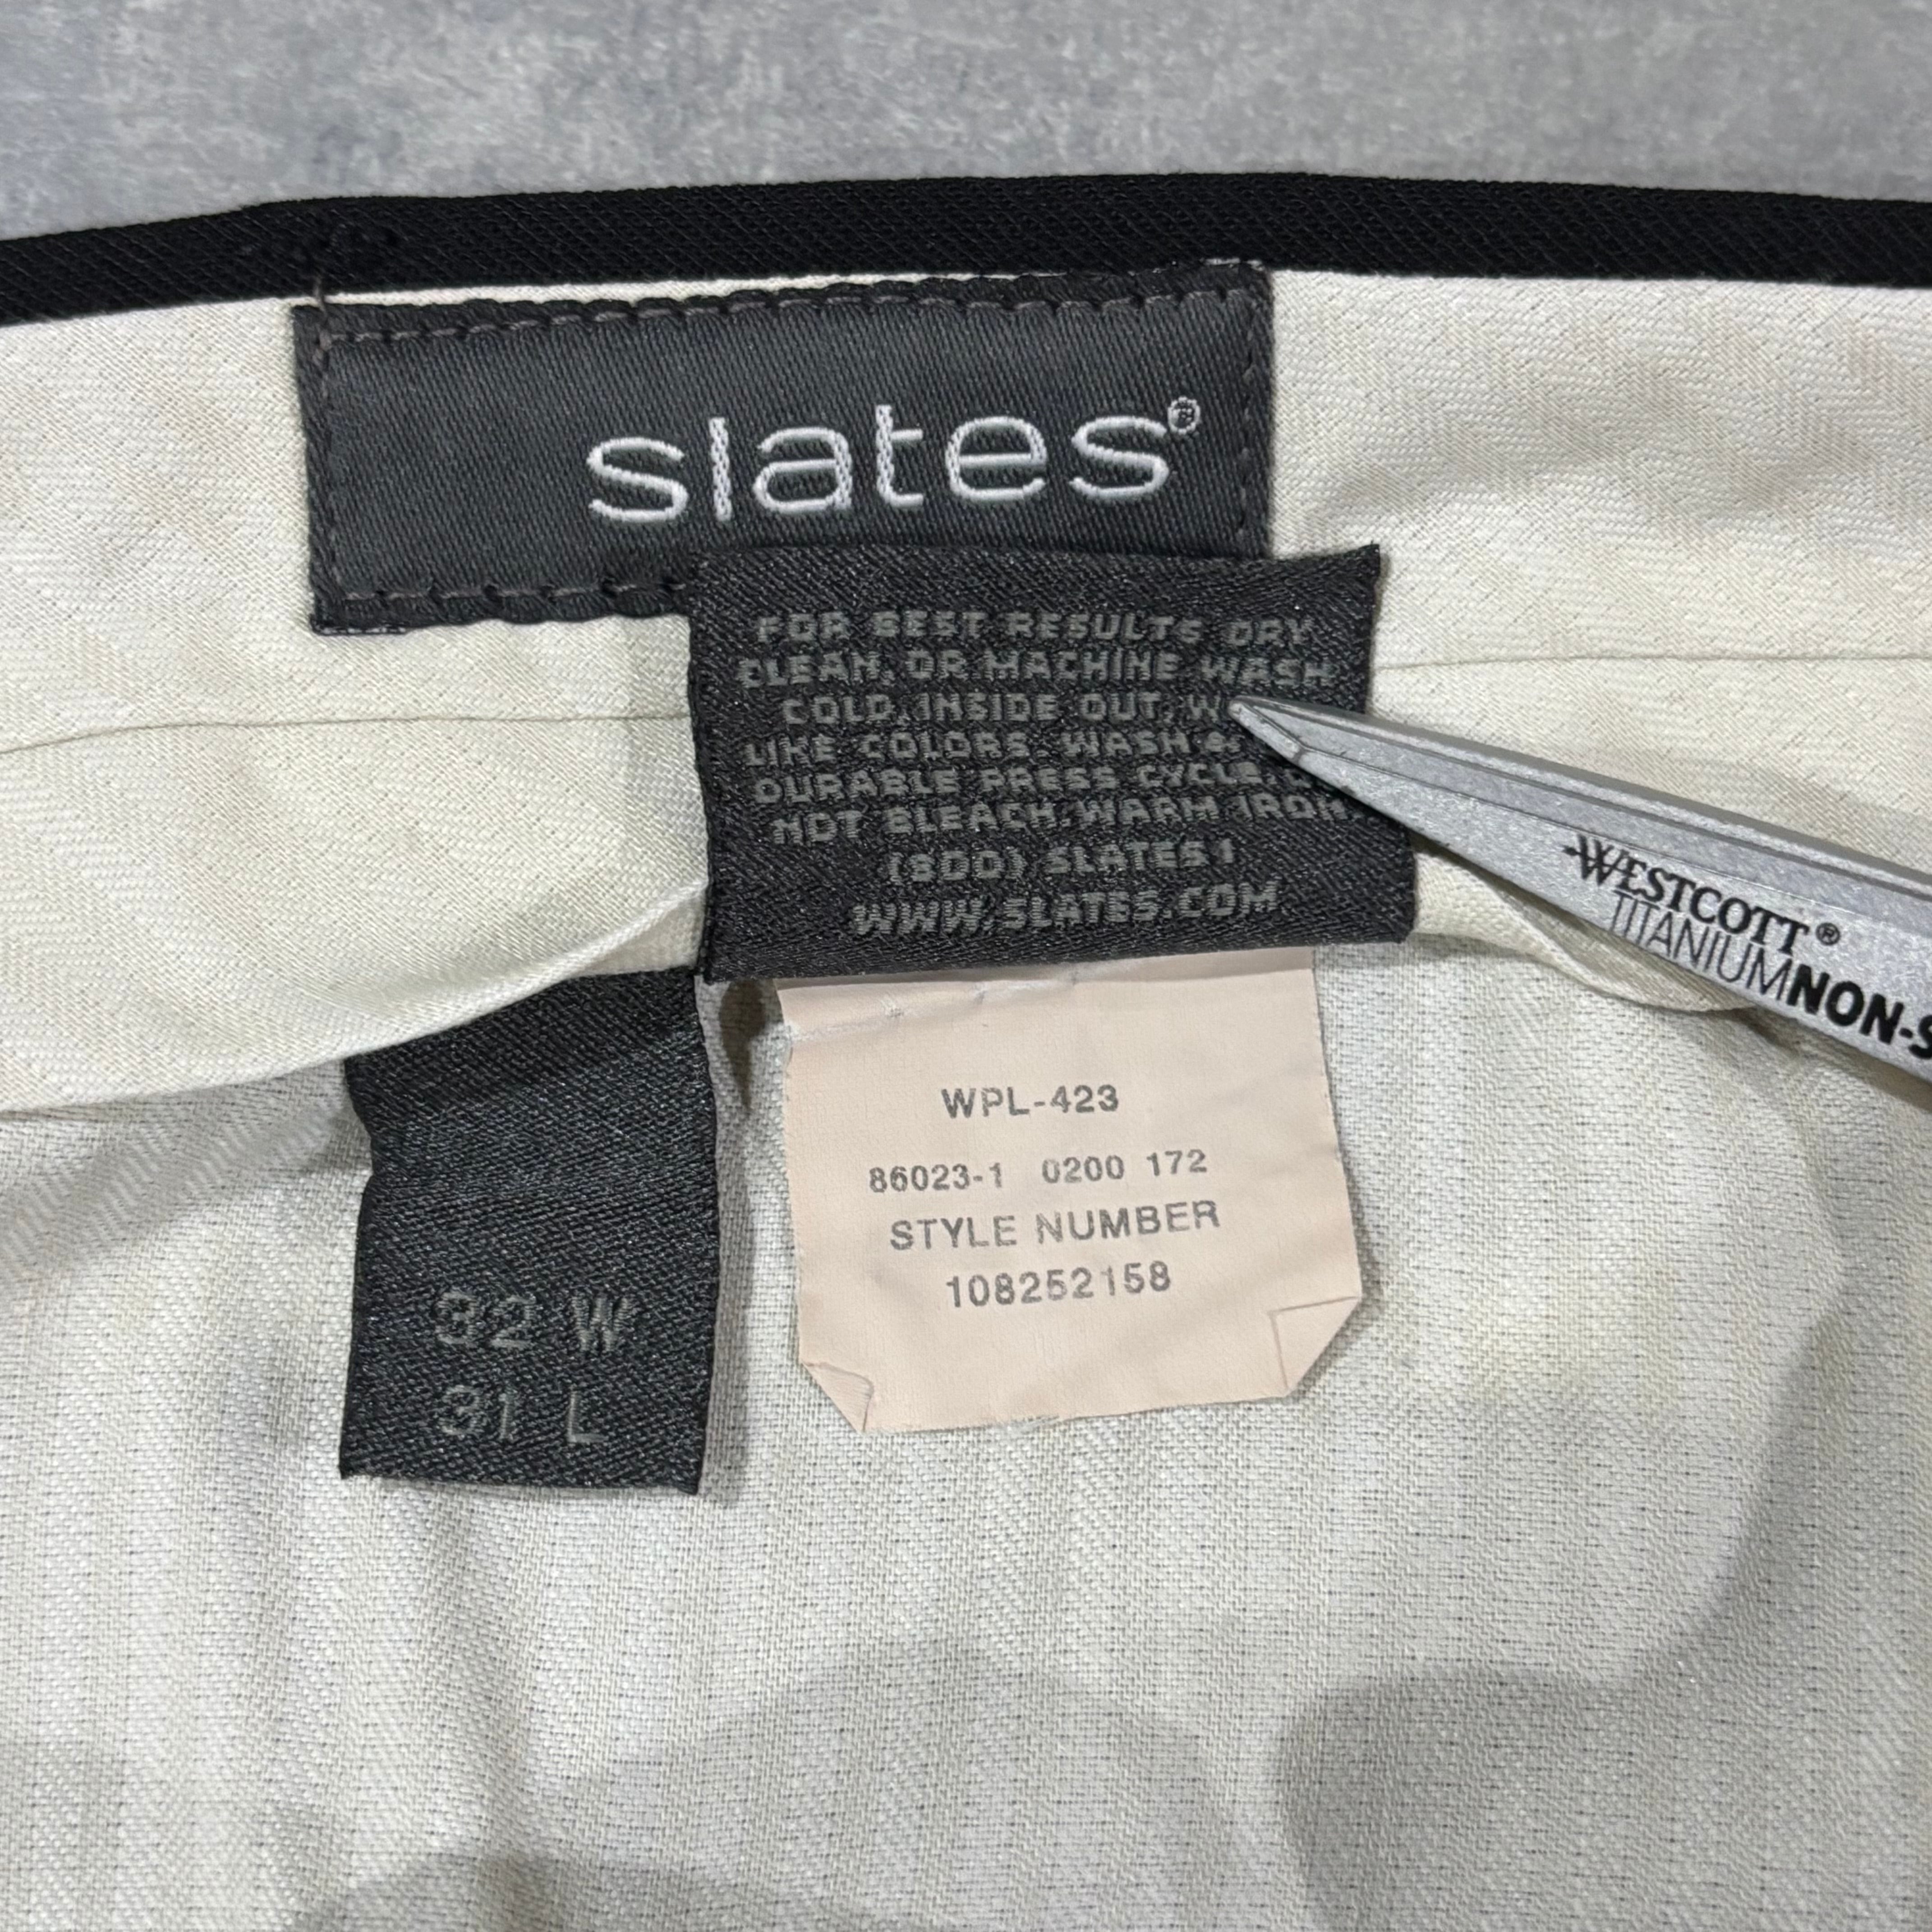 slates®
FOR BEST RESULTS DRY
CLEAN, OR MACHINE WASH
COLD, INSIDE OUT,
LIKE COLORS. WASH &
DURABLE PRESS CYCLE.
NOT BLEACH. WARM IRON.
(800) SLATES1
WWW.SLATES.COM
WESTCOTT®
TITANIUM NON-S
WPL-423
86023-1 0200 172
STYLE NUMBER
108252158
32 W
31 L